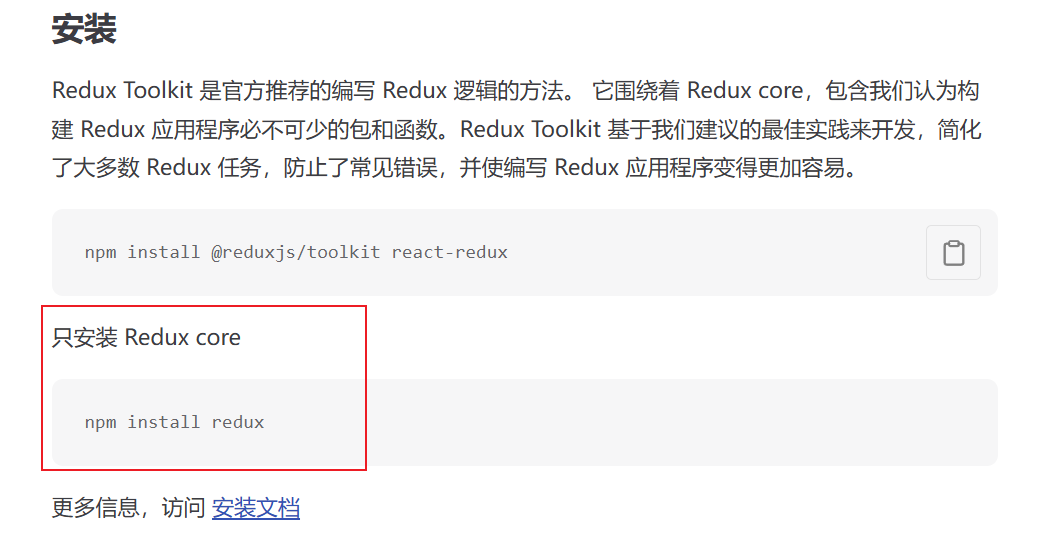 安装
Redux Toolkit 是官方推荐的编写 Redux 逻辑的方法。 它围绕着 Redux core，包含我们认为构
建 Redux 应用程序必不可少的包和函数。Redux Toolkit 基于我们建议的最佳实践来开发，简化
了大多数 Redux 任务，防止了常见错误，并使编写 Redux 应用程序变得更加容易。
npm install @reduxjs/toolkit react-redux
只安装 Redux core
npm install redux
更多信息，访问 安装文档